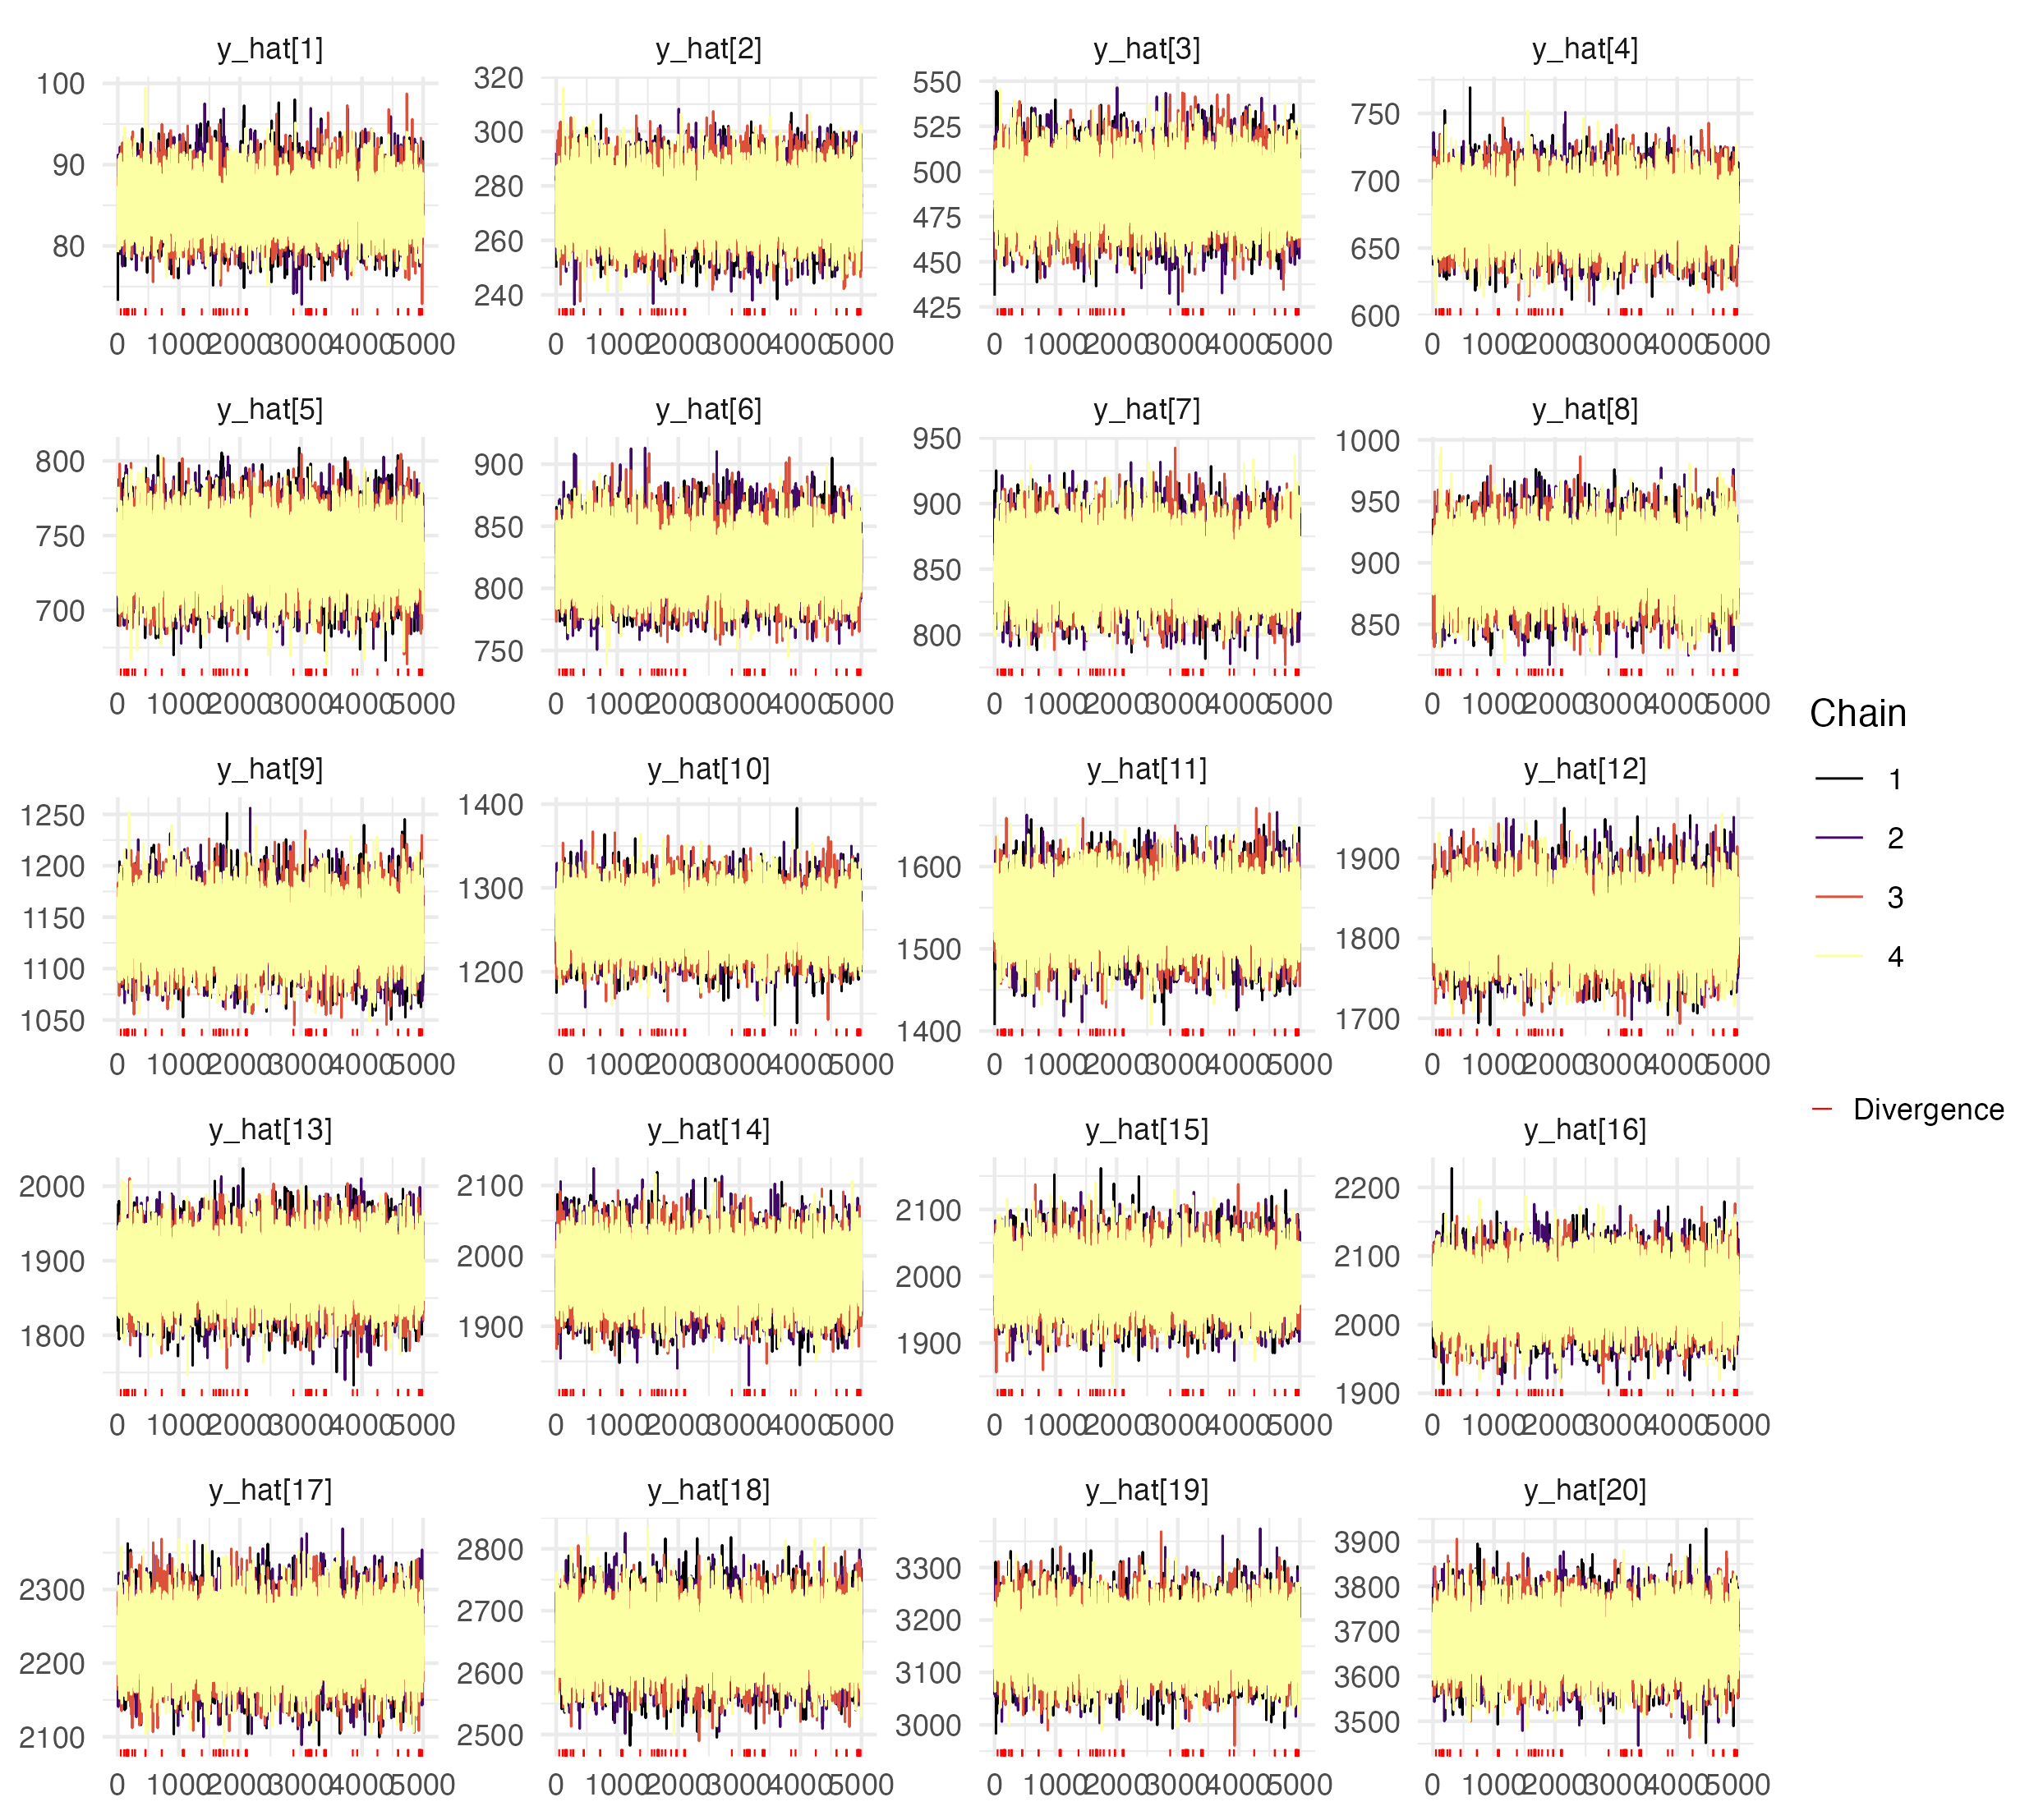 y_hat[1] y_hat[2] y_hat[3] y_hat[4]
100 90 80
320 300 280 260 240
550 525 500 475 450 425
750 700 650 600
0 1000 2000 3000 4000 5000 0 1000 2000 3000 4000 5000 0 1000 2000 3000 4000 5000 0 1000 2000 3000 4000 5000
y_hat[5] y_hat[6] y_hat[7] y_hat[8]
800 750 700
900 850 800 750
950 900 850 800
1000 950 900 850
0 1000 2000 3000 4000 5000 0 1000 2000 3000 4000 5000 0 1000 2000 3000 4000 5000 0 1000 2000 3000 4000 5000
y_hat[9] y_hat[10] y_hat[11] y_hat[12]
1250 1200 1150 1100 1050
1400 1300 1200
1600 1500 1400
1900 1800 1700
0 1000 2000 3000 4000 5000 0 1000 2000 3000 4000 5000 0 1000 2000 3000 4000 5000 0 1000 2000 3000 4000 5000
y_hat[13] y_hat[14] y_hat[15] y_hat[16]
2000 1900 1800
2100 2000 1900
2100 2000 1900
2200 2100 2000 1900
0 1000 2000 3000 4000 5000 0 1000 2000 3000 4000 5000 0 1000 2000 3000 4000 5000 0 1000 2000 3000 4000 5000
y_hat[17] y_hat[18] y_hat[19] y_hat[20]
2300 2200 2100
2800 2700 2600 2500
3300 3200 3100 3000
3900 3800 3700 3600 3500
0 1000 2000 3000 4000 5000 0 1000 2000 3000 4000 5000 0 1000 2000 3000 4000 5000 0 1000 2000 3000 4000 5000
Chain
1
2
3
4
Divergence